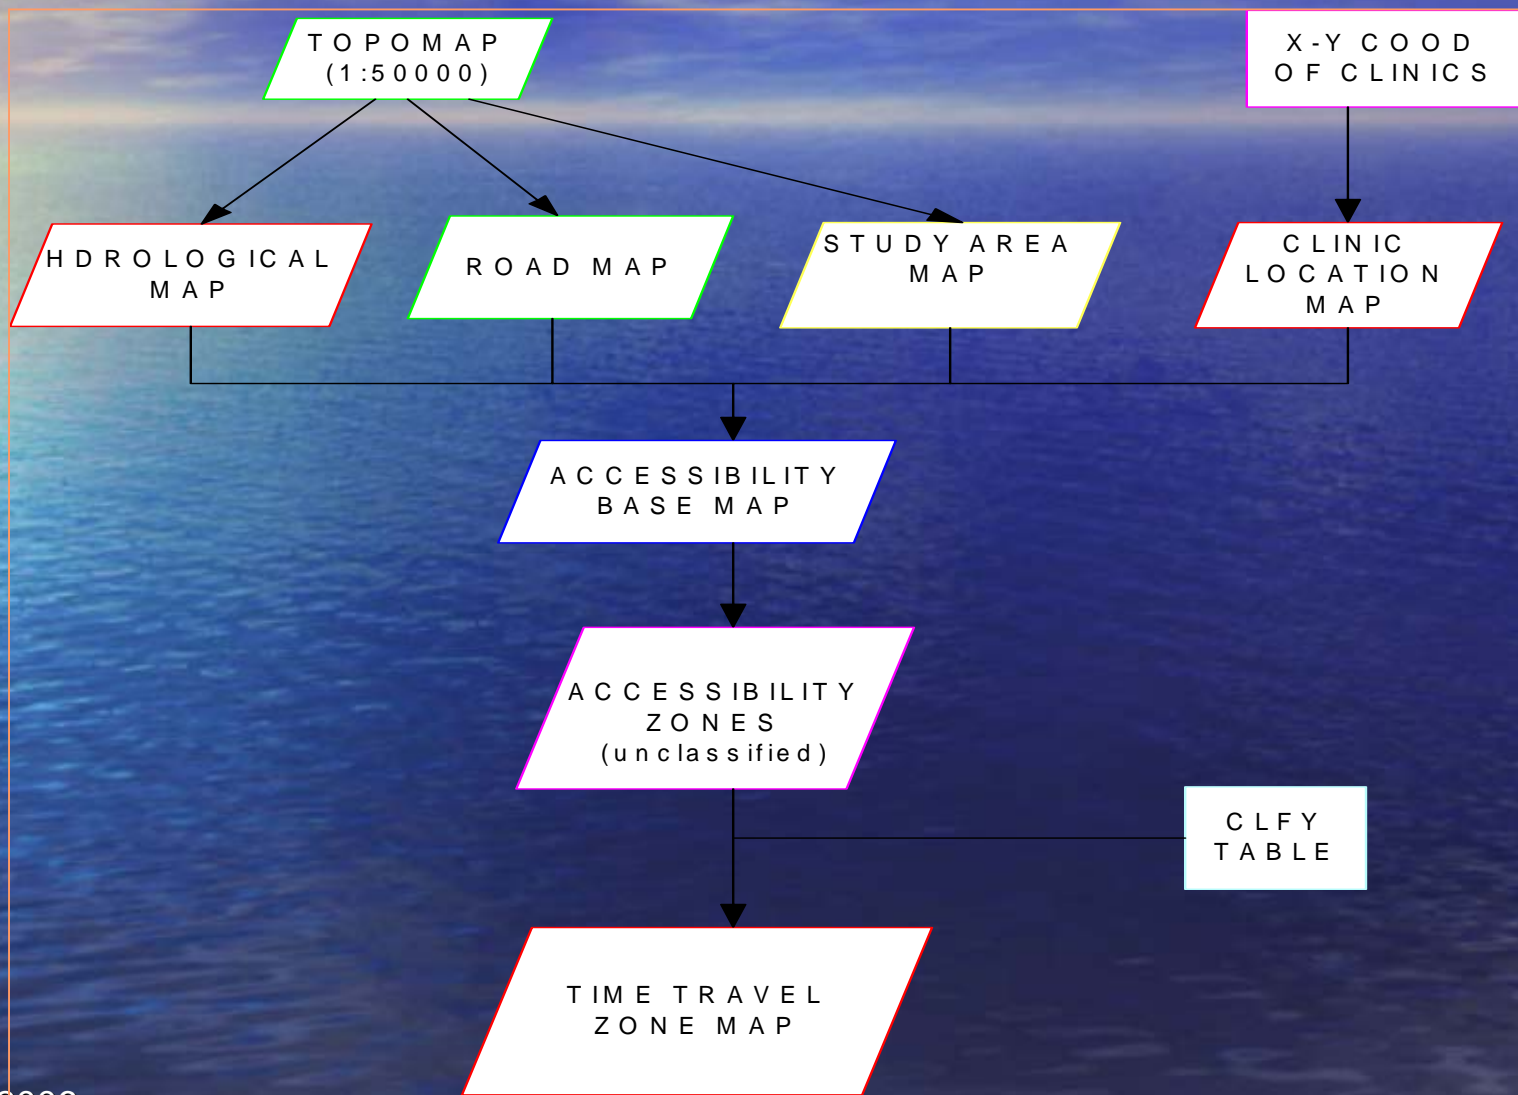 TOPOMAP
(1:50000)
X-Y COOD
OF CLINICS
HDROLOGICAL
MAP
ROAD MAP
STUDY AREA
MAP
CLINIC
LOCATION
MAP
ACCESSIBILITY
BASE MAP
ACCESSIBILITY
ZONES
(unclassified)
CLFY
TABLE
TIME TRAVEL
ZONE MAP